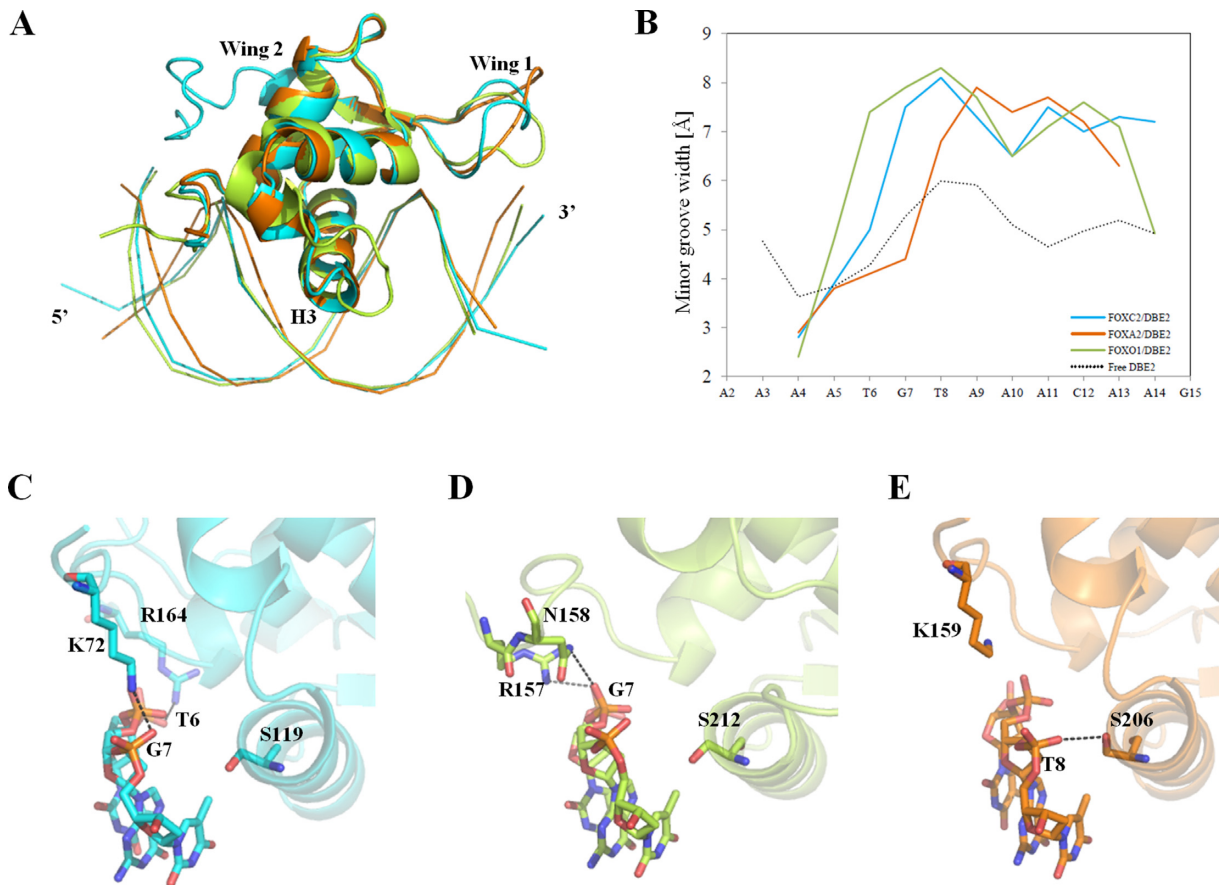 A
Wing 2
Wing 1
5’
3’
H3
B
Minor groove width [Å]
9
8
7
6
5
4
3
2
A2 A3 A4 A5 T6 G7 T8 A9 A10 A11 C12 A13 A14 G15
FOXC2/DBE2
FOXA2/DBE2
FOXO1/DBE2
Free DBE2
C
R164
K72
T6
G7
S119
D
N158
R157
G7
S212
E
K159
S206
T8